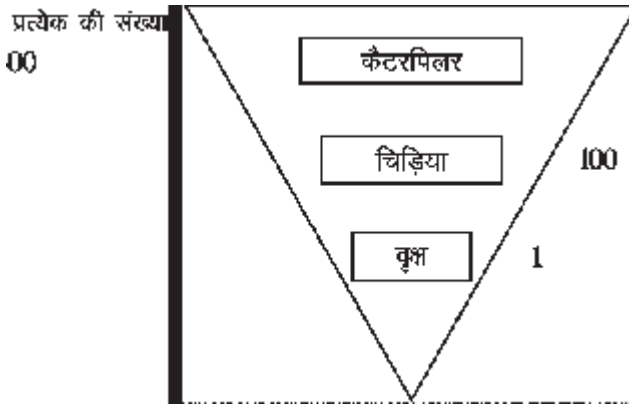 प्रत्येक की संख्या
00
कैटरपिलर
चिड़िया
100
वृक्ष
1